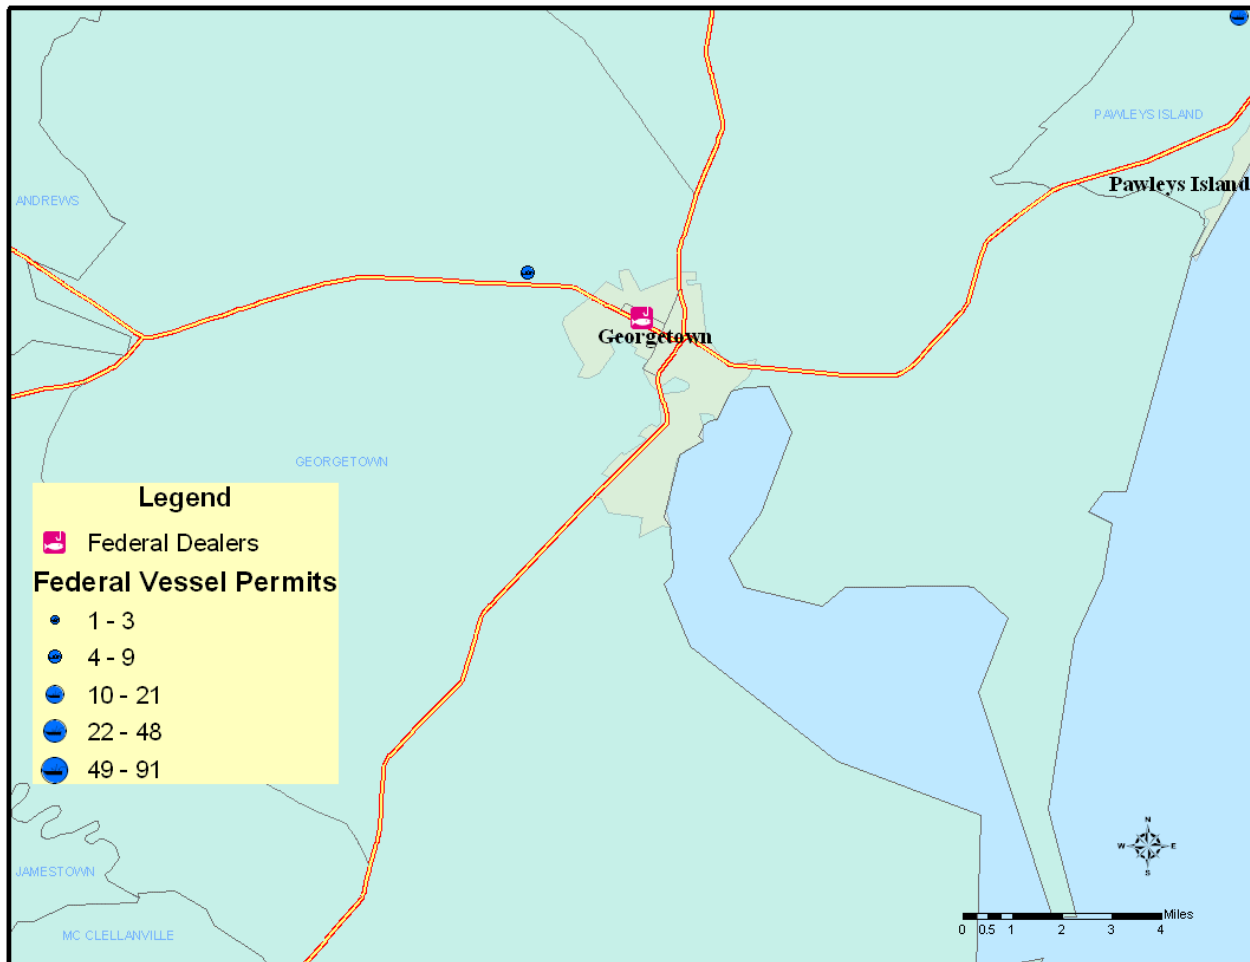 PAWLEYS ISLAND
Pawleys Island
ANDREWS
Georgetown
GEORGETOWN
Legend
Federal Dealers
Federal Vessel Permits
1 - 3
4 - 9
10 - 21
22 - 48
49 - 91
JAMESTOWN
MC CLELLANVILLE
N
W E
S
Miles
0 0.5 1 2 3 4